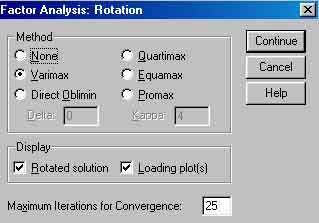 Factor Analysis: Rotation
Method
None
Quartimax
Varimax
Equamax
Direct Oblimin
Promax
Delta: 0
Kappa: 4
Display
Rotated solution
Loading plot(s)
Maximum Iterations for Convergence: 25
Continue
Cancel
Help